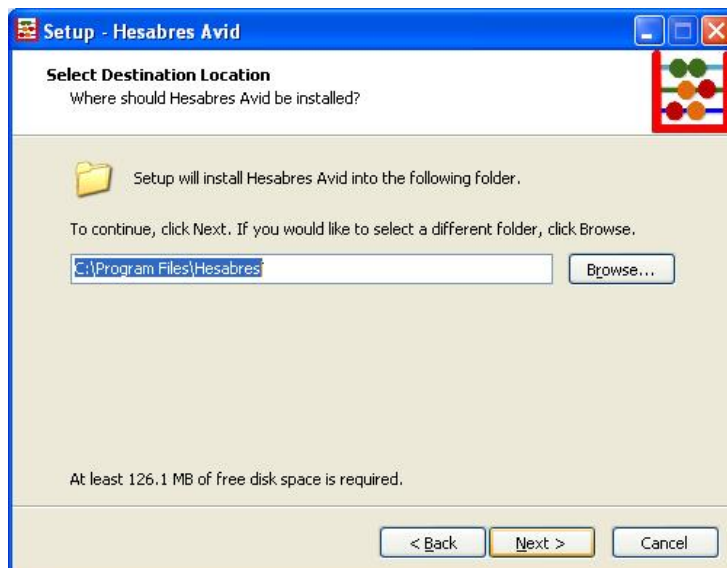 Setup - Hesabres Avid
Select Destination Location
Where should Hesabres Avid be installed?
Setup will install Hesabres Avid into the following folder.
To continue, click Next. If you would like to select a different folder, click Browse.
C:\Program Files\Hesabres
Browse...
At least 126.1 MB of free disk space is required.
< Back
Next >
Cancel